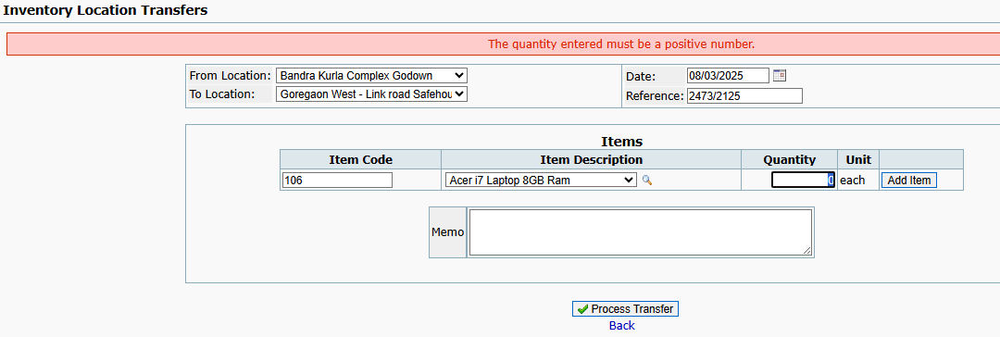 Inventory Location Transfers
The quantity entered must be a positive number.
From Location: Bandra Kurla Complex Godown
To Location: Goregaon West - Link road Safehou
Date: 08/03/2025
Reference: 2473/2125
Items
Item Code Item Description Quantity Unit
106 Acer i7 Laptop 8GB Ram 0 each Add Item
Memo
Process Transfer
Back